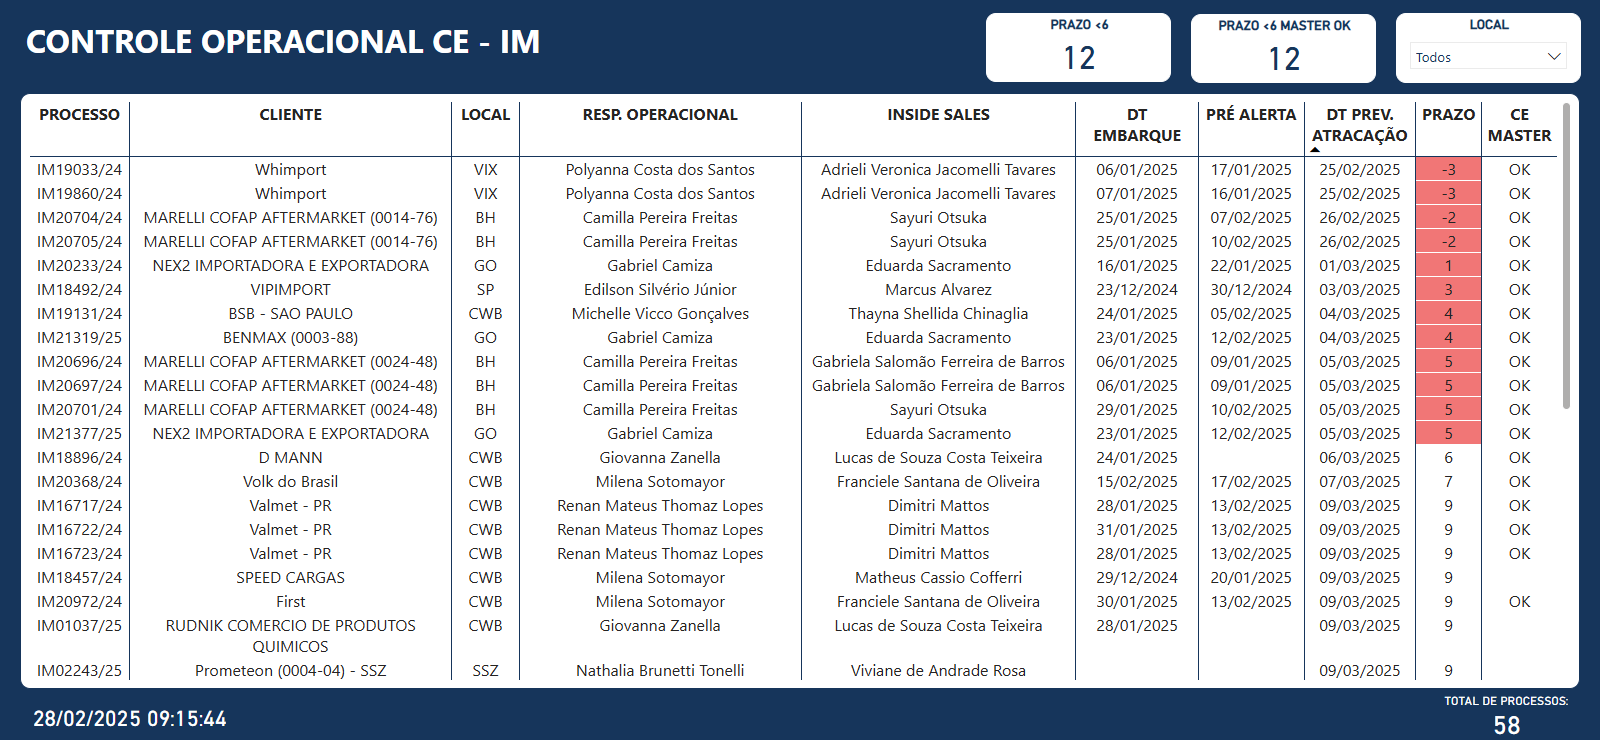 CONTROLE OPERACIONAL CE - IM
PRAZO <6
12
PRAZO <6 MASTER OK
12
LOCAL
Todos
PROCESSO CLIENTE LOCAL RESP. OPERACIONAL INSIDE SALES DT EMBARQUE PRÉ ALERTA DT PREV. ATRACAÇÃO PRAZO CE MASTER
IM19033/24 Whimport VIX Polyanna Costa dos Santos Adrieli Veronica Jacomelli Tavares 06/01/2025 17/01/2025 25/02/2025 -3 OK
IM19860/24 Whimport VIX Polyanna Costa dos Santos Adrieli Veronica Jacomelli Tavares 07/01/2025 16/01/2025 25/02/2025 -3 OK
IM20704/24 MARELLI COFAP AFTERMARKET (0014-76) BH Camilla Pereira Freitas Sayuri Otsuka 25/01/2025 07/02/2025 26/02/2025 -2 OK
IM20705/24 MARELLI COFAP AFTERMARKET (0014-76) BH Camilla Pereira Freitas Sayuri Otsuka 25/01/2025 10/02/2025 26/02/2025 -2 OK
IM20233/24 NEX2 IMPORTADORA E EXPORTADORA GO Gabriel Camiza Eduarda Sacramento 16/01/2025 22/01/2025 01/03/2025 1 OK
IM18492/24 VIPIMPORT SP Edilson Silvério Júnior Marcus Alvarez 23/12/2024 30/12/2024 03/03/2025 3 OK
IM19131/24 BSB - SAO PAULO CWB Michelle Vicco Gonçalves Thayna Shellida Chinaglia 24/01/2025 05/02/2025 04/03/2025 4 OK
IM21319/25 BENMAX (0003-88) GO Gabriel Camiza Eduarda Sacramento 23/01/2025 12/02/2025 04/03/2025 4 OK
IM20696/24 MARELLI COFAP AFTERMARKET (0024-48) BH Camilla Pereira Freitas Gabriela Salomão Ferreira de Barros 06/01/2025 09/01/2025 05/03/2025 5 OK
IM20697/24 MARELLI COFAP AFTERMARKET (0024-48) BH Camilla Pereira Freitas Gabriela Salomão Ferreira de Barros 06/01/2025 09/01/2025 05/03/2025 5 OK
IM20701/24 MARELLI COFAP AFTERMARKET (0024-48) BH Camilla Pereira Freitas Sayuri Otsuka 29/01/2025 10/02/2025 05/03/2025 5 OK
IM21377/25 NEX2 IMPORTADORA E EXPORTADORA GO Gabriel Camiza Eduarda Sacramento 23/01/2025 12/02/2025 05/03/2025 5 OK
IM18896/24 D MANN CWB Giovanna Zanella Lucas de Souza Costa Teixeira 24/01/2025 06/03/2025 6 OK
IM20368/24 Volk do Brasil CWB Milena Sotomayor Franciele Santana de Oliveira 15/02/2025 17/02/2025 07/03/2025 7 OK
IM16717/24 Valmet - PR CWB Renan Mateus Thomaz Lopes Dimitri Mattos 28/01/2025 13/02/2025 09/03/2025 9 OK
IM16722/24 Valmet - PR CWB Renan Mateus Thomaz Lopes Dimitri Mattos 31/01/2025 13/02/2025 09/03/2025 9 OK
IM16723/24 Valmet - PR CWB Renan Mateus Thomaz Lopes Dimitri Mattos 28/01/2025 13/02/2025 09/03/2025 9 OK
IM18457/24 SPEED CARGAS CWB Milena Sotomayor Matheus Cassio Cofferri 29/12/2024 20/01/2025 09/03/2025 9
IM20972/24 First CWB Milena Sotomayor Franciele Santana de Oliveira 30/01/2025 13/02/2025 09/03/2025 9 OK
IM01037/25 RUDNIK COMERCIO DE PRODUTOS QUIMICOS CWB Giovanna Zanella Lucas de Souza Costa Teixeira 28/01/2025 09/03/2025 9
IM02243/25 Prometeon (0004-04) - SSZ SSZ Nathalia Brunetti Tonelli Viviane de Andrade Rosa 09/03/2025 9
28/02/2025 09:15:44
TOTAL DE PROCESSOS:
58